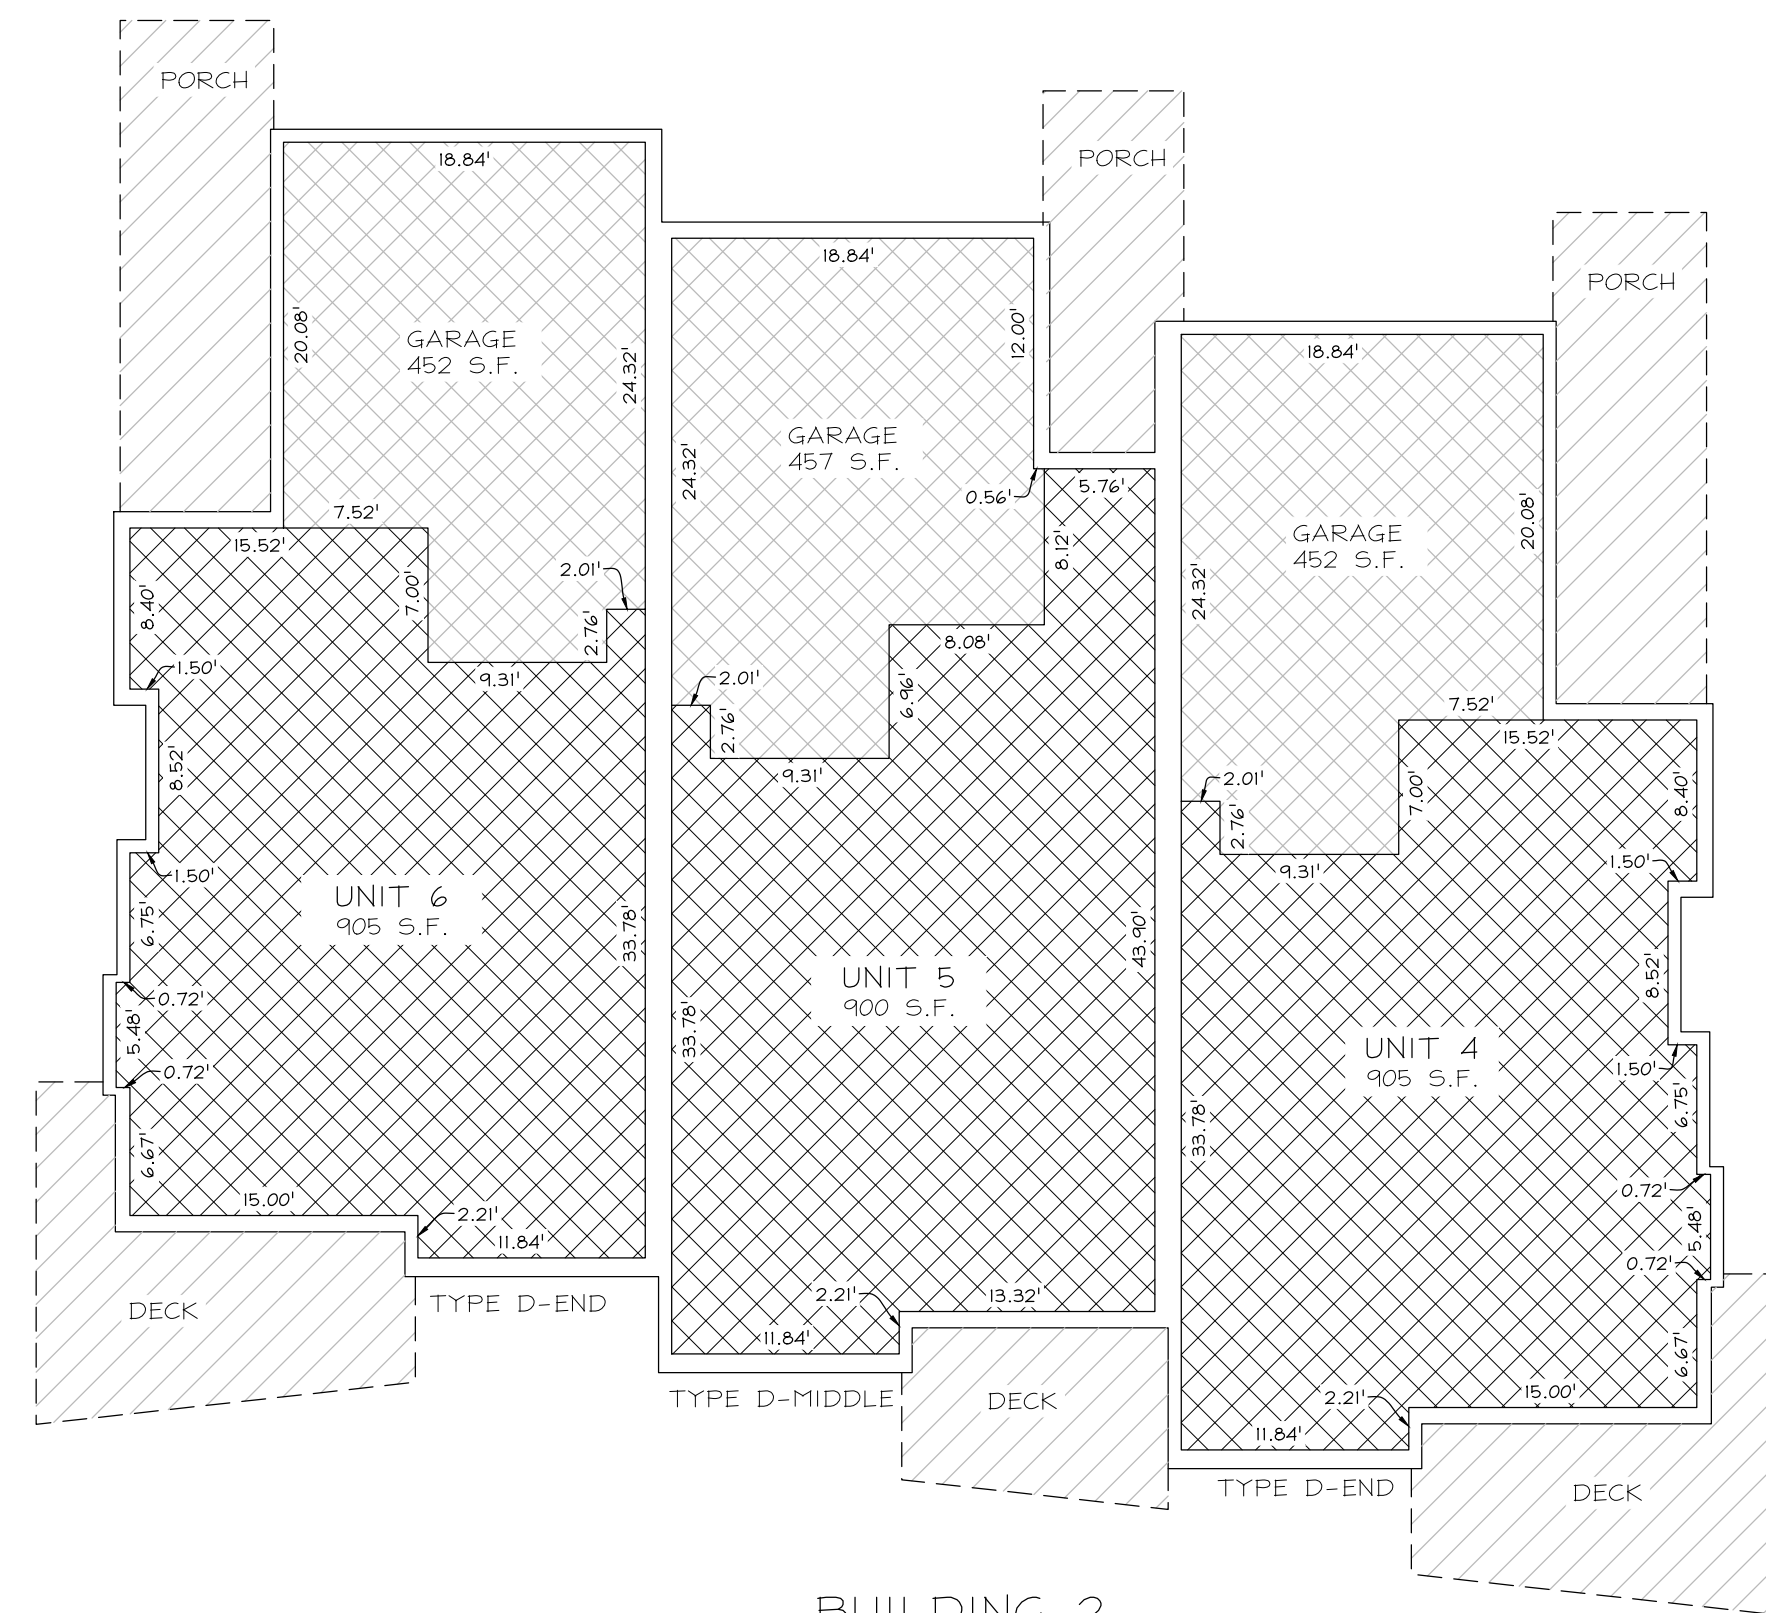 PORCH
18.84'
20.08'
GARAGE
452 S.F.
24.32'
7.52'
15.52'
8.40'
7.00'
2.01'
2.76'
9.31'
1.50'
8.52'
1.50'
UNIT 6
905 S.F.
6.75'
33.78'
0.72'
5.48'
0.72'
6.67'
15.00'
2.21'
11.84'
DECK
TYPE D-END
PORCH
18.84'
12.00'
GARAGE
457 S.F.
24.32'
0.56'
5.76'
8.12'
8.08'
2.01'
2.76'
6.96'
9.31'
43.90'
UNIT 5
900 S.F.
33.78'
2.21'
13.32'
11.84'
TYPE D-MIDDLE
DECK
PORCH
18.84'
20.08'
GARAGE
452 S.F.
24.32'
7.52'
15.52'
2.01'
2.76'
7.00'
8.40'
9.31'
1.50'
8.52'
UNIT 4
905 S.F.
1.50'
6.75'
33.78'
0.72'
5.48'
0.72'
6.67'
15.00'
2.21'
11.84'
TYPE D-END
DECK
BUILDING 2